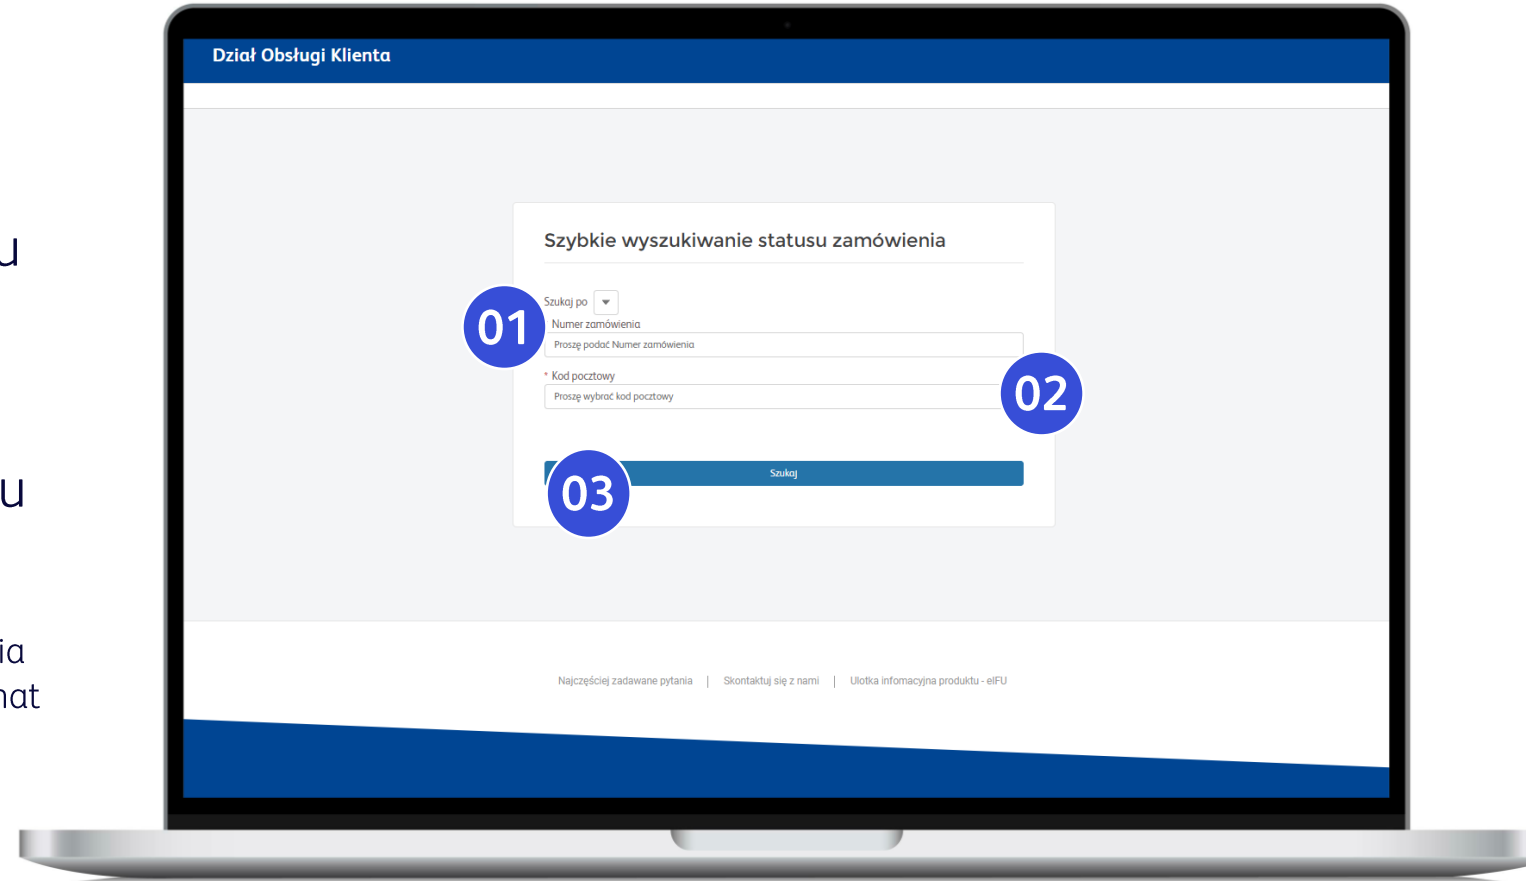 Dział Obsługi Klienta
u
Szybkie wyszukiwanie statusu zamówienia
Szukaj po
01
Numer zamówienia
Proszę podać Numer zamówienia
* Kod pocztowy
Proszę wybrać kod pocztowy
02
u
Szukaj
03
ia
nat
Najczęściej zadawane pytania | Skontaktuj się z nami | Ulotka infomacyjna produktu - eIFU